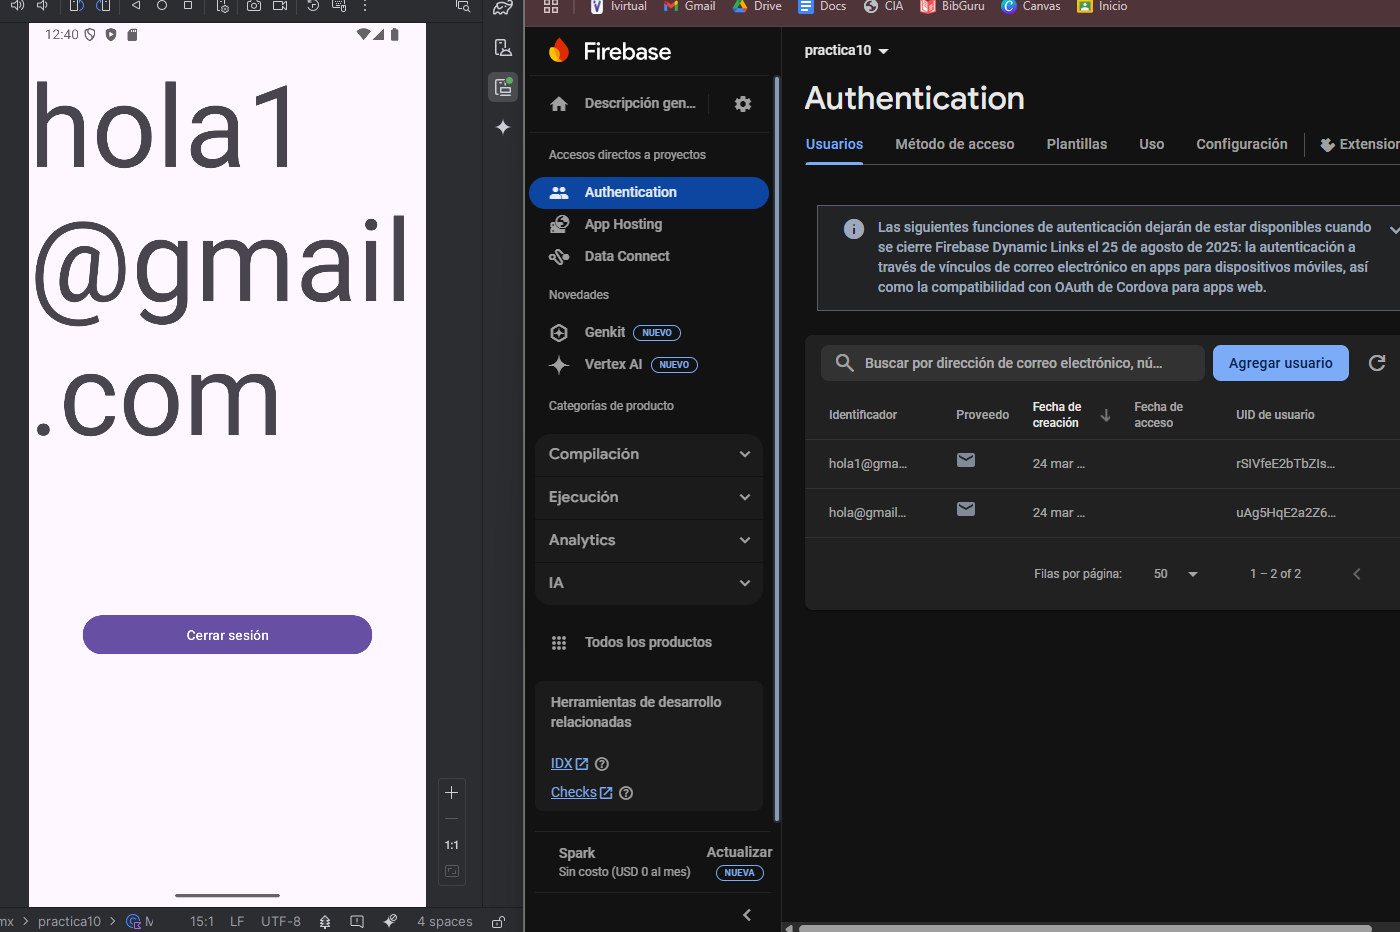 12:40
hola1
@gmail
.com
Cerrar sesión
1:1
mx > practica10 > M
15:1 LF UTF-8 4 spaces
Ivirtual Gmail Drive Docs CIA BibGuru Canvas Inicio
Firebase
Descripción gen...
Accesos directos a proyectos
Authentication
App Hosting
Data Connect
Novedades
Genkit NUEVO
Vertex AI NUEVO
Categorías de producto
Compilación
Ejecución
Analytics
IA
Todos los productos
Herramientas de desarrollo
relacionadas
IDX
Checks
Spark Actualizar
Sin costo (USD 0 al mes) NUEVA
practica10
Authentication
Usuarios Método de acceso Plantillas Uso Configuración Extension
Las siguientes funciones de autenticación dejarán de estar disponibles cuando
se cierre Firebase Dynamic Links el 25 de agosto de 2025: la autenticación a
través de vínculos de correo electrónico en apps para dispositivos móviles, así
como la compatibilidad con OAuth de Cordova para apps web.
Buscar por dirección de correo electrónico, nú... Agregar usuario
Identificador Proveedo Fecha de creación Fecha de acceso UID de usuario
hola1@gma... 24 mar ... rSIVfeE2bTbZIs...
hola@gmail... 24 mar ... uAg5HqE2a2Z6...
Filas por página: 50 1 – 2 of 2